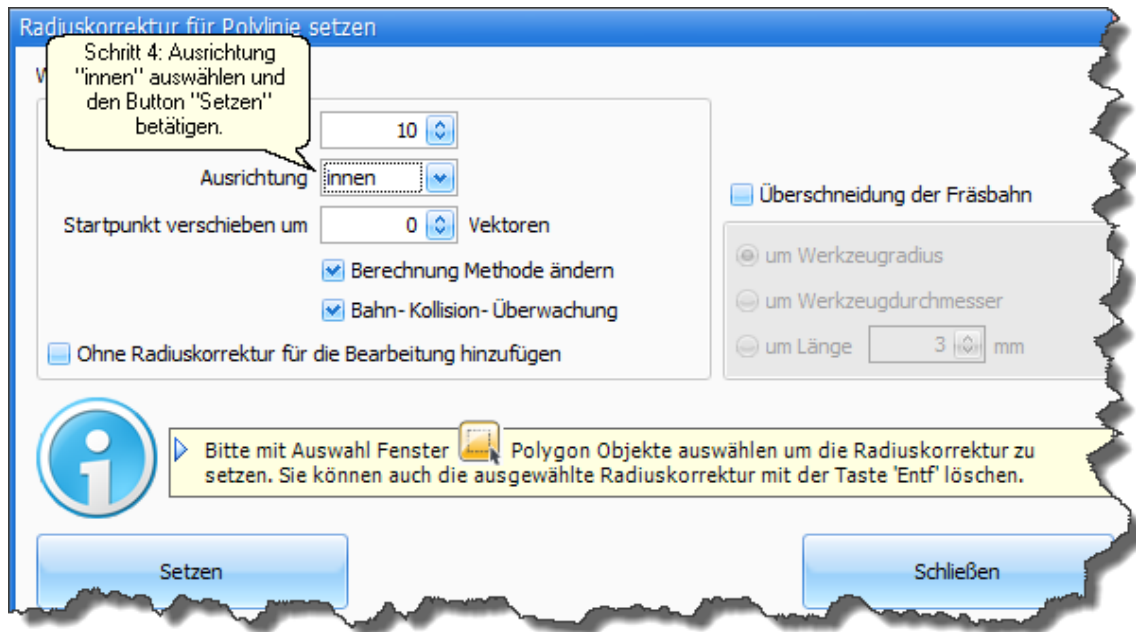 Radiuskorrektur für Polylinie setzen
Schritt 4: Ausrichtung
"innen" auswählen und
den Button "Setzen"
betätigen.
10
Ausrichtung innen
Startpunkt verschieben um 0 Vektoren
Berechnung Methode ändern
Bahn- Kollision- Überwachung
Ohne Radiuskorrektur für die Bearbeitung hinzufügen
Überschneidung der Fräsbahn
um Werkzeugradius
um Werkzeugdurchmesser
um Länge 3 mm
Bitte mit Auswahl Fenster Polygon Objekte auswählen um die Radiuskorrektur zu
setzen. Sie können auch die ausgewählte Radiuskorrektur mit der Taste 'Entf' löschen.
Setzen
Schließen